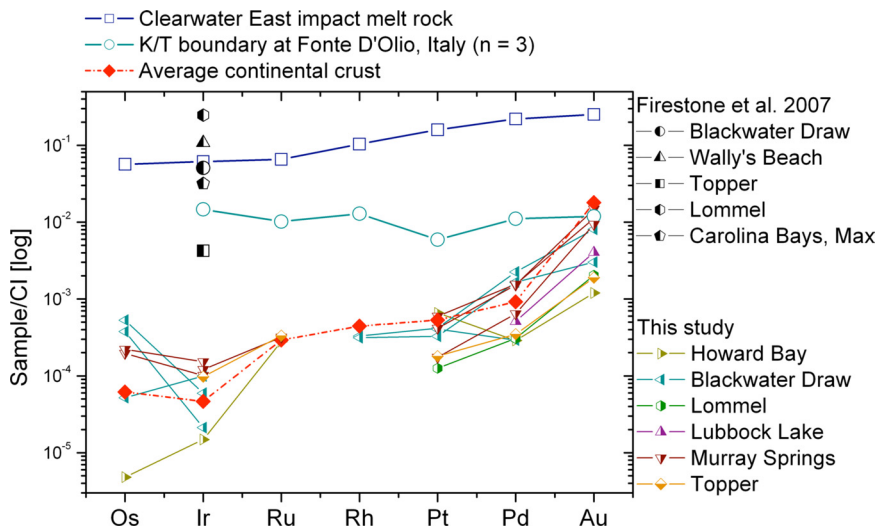 Clearwater East impact melt rock
K/T boundary at Fonte D'Olio, Italy (n = 3)
Average continental crust
Firestone et al. 2007
Blackwater Draw
Wally's Beach
Topper
Lommel
Carolina Bays, Max
This study
Howard Bay
Blackwater Draw
Lommel
Lubbock Lake
Murray Springs
Topper
Sample/CI [log]
10⁻¹
10⁻²
10⁻³
10⁻⁴
10⁻⁵
Os Ir Ru Rh Pt Pd Au